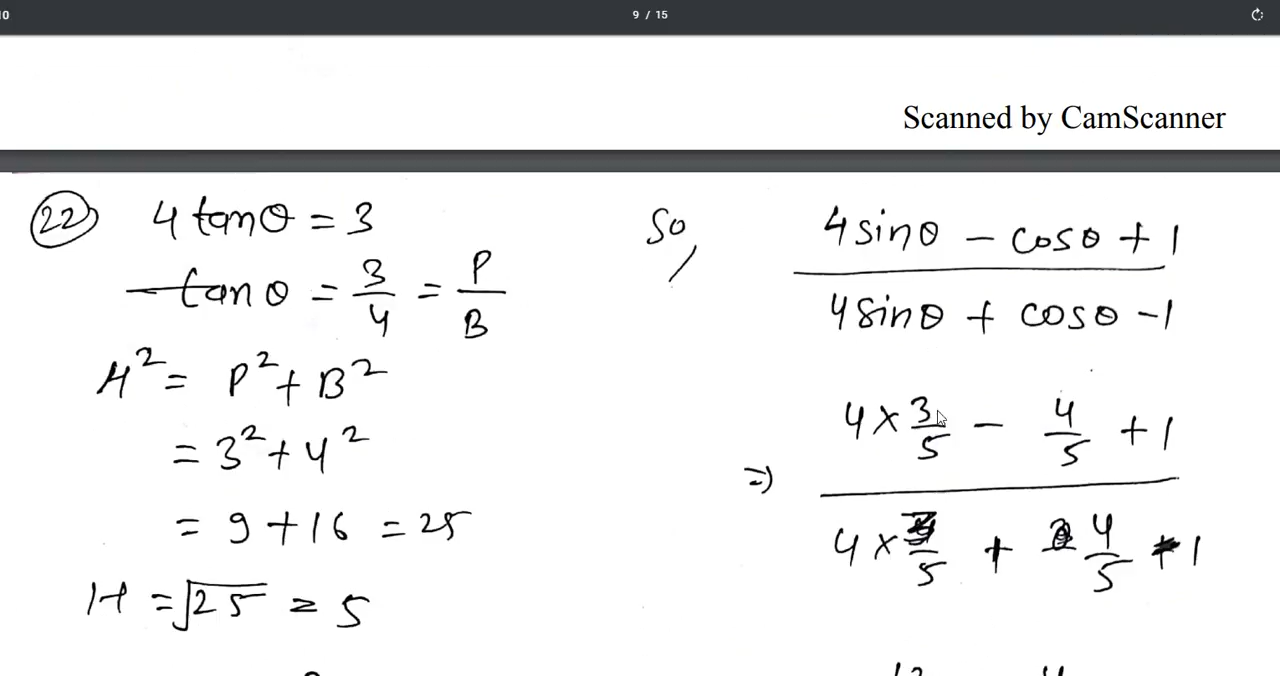 10
9 / 15
Scanned by CamScanner
22
4 tanθ = 3
tanθ = 3/4 = P/B
H² = P² + B²
= 3² + 4²
= 9 + 16 = 25
H = √25 = 5
So,
4sinθ - cosθ + 1
4sinθ + cosθ - 1
4 × 3/5 - 4/5 + 1
=)
4 × 3/5 + 4/5 - 1